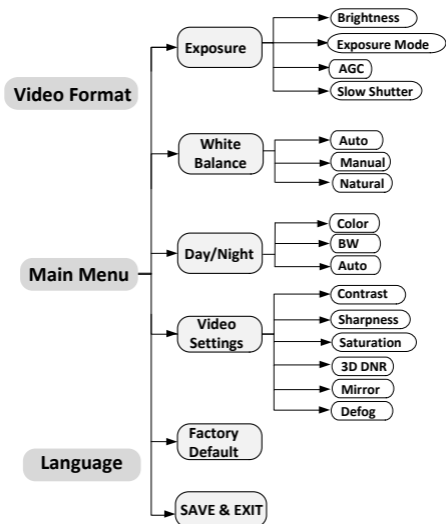 Video Format
Main Menu
Language
Exposure
Brightness
Exposure Mode
AGC
Slow Shutter
White
Balance
Auto
Manual
Natural
Day/Night
Color
BW
Auto
Video
Settings
Contrast
Sharpness
Saturation
3D DNR
Mirror
Defog
Factory
Default
SAVE & EXIT